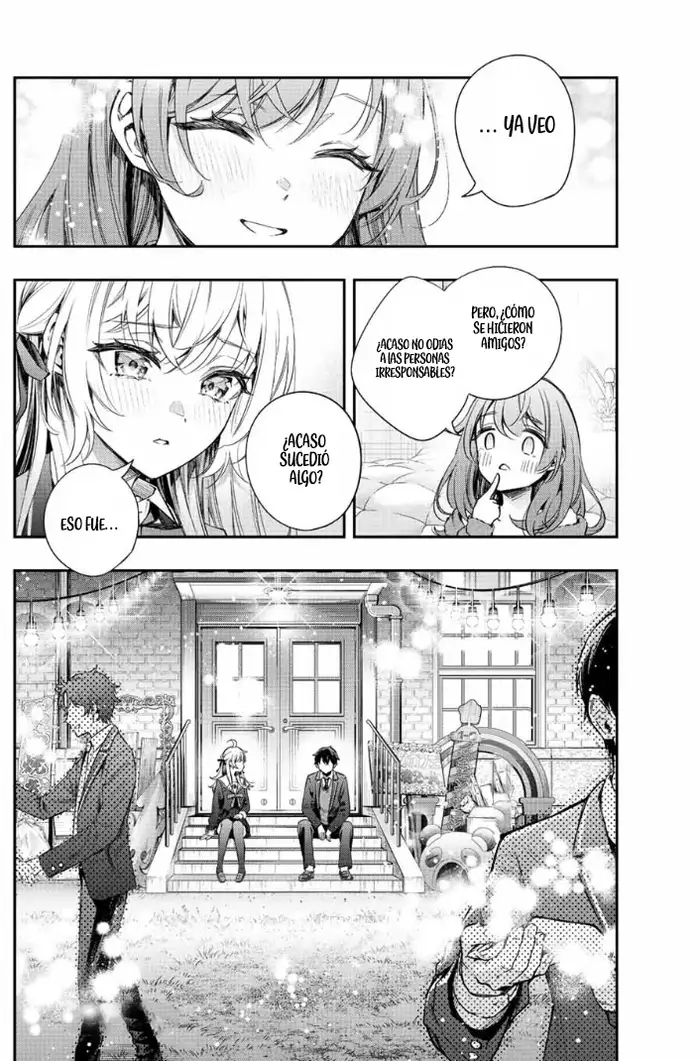 ... YA VEO
PERO, ¿CÓMO
SE HICIERON
AMIGOS?
¿ACASO NO ODIAS
A LAS PERSONAS
IRRESPONSABLES?
¿ACASO
SUCEDIÓ
ALGO?
ESO FUE...